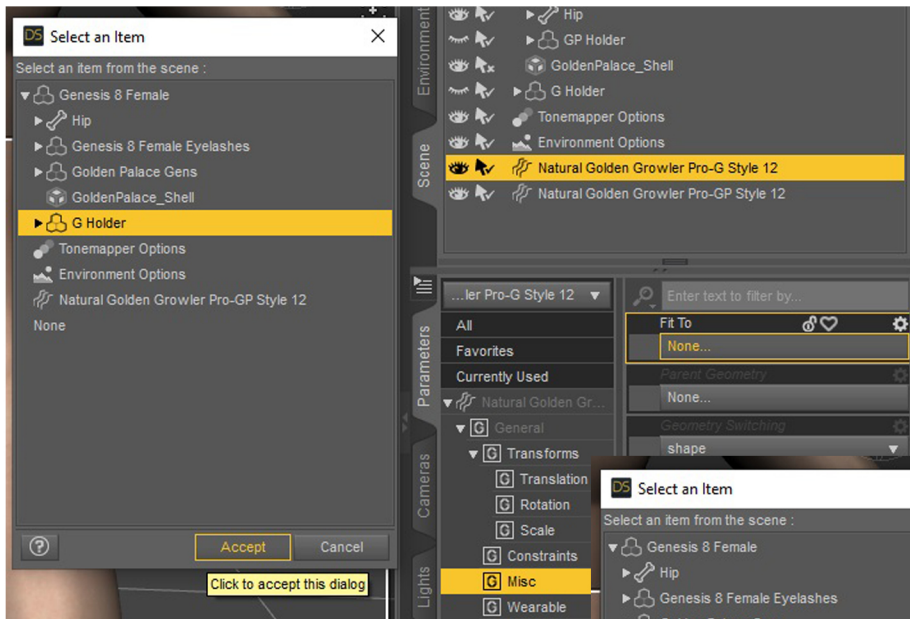 DS Select an Item
Select an item from the scene :
Genesis 8 Female
Hip
Genesis 8 Female Eyelashes
Golden Palace Gens
GoldenPalace_Shell
G Holder
Tonemapper Options
Environment Options
Natural Golden Growler Pro-GP Style 12
None
Accept
Cancel
Click to accept this dialog
Environment
Scene
Hip
GP Holder
GoldenPalace_Shell
G Holder
Tonemapper Options
Environment Options
Natural Golden Growler Pro-G Style 12
Natural Golden Growler Pro-GP Style 12
Parameters
Cameras
Lights
...ler Pro-G Style 12
All
Favorites
Currently Used
Natural Golden Gr...
G General
G Transforms
G Translation
G Rotation
G Scale
G Constraints
G Misc
G Wearable
Enter text to filter by...
Fit To
None...
Parent Geometry
None...
Geometry Switching
shape
DS Select an Item
Select an item from the scene :
Genesis 8 Female
Hip
Genesis 8 Female Eyelashes